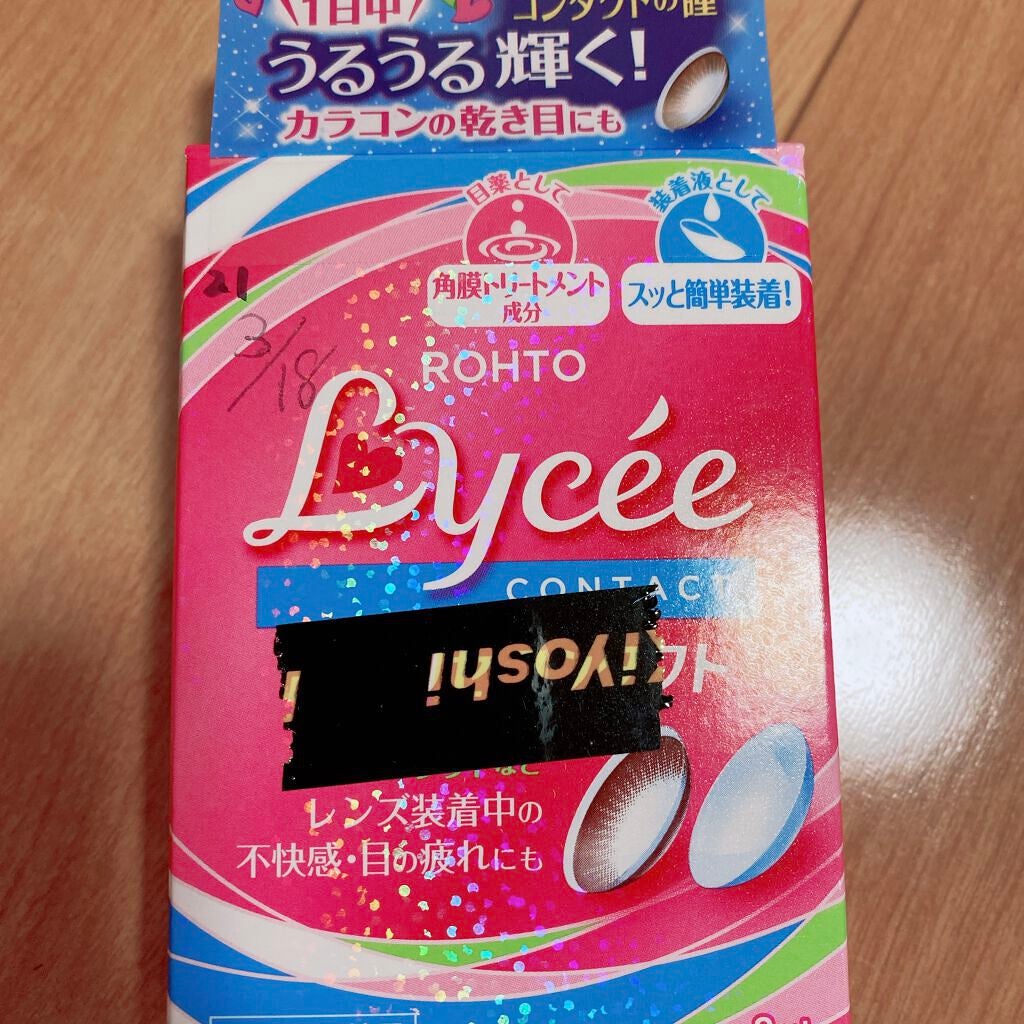 1日中
コンタクトの瞳
うるうる輝く!
カラコンの乾き目にも
目薬として
装着液として
角膜トリートメント
成分
スッと簡単装着!
21
3/18
ROHTO
Lycée
CONTACT
kiYoshi
フト
レンズ装着中の
不快感・目の疲れにも